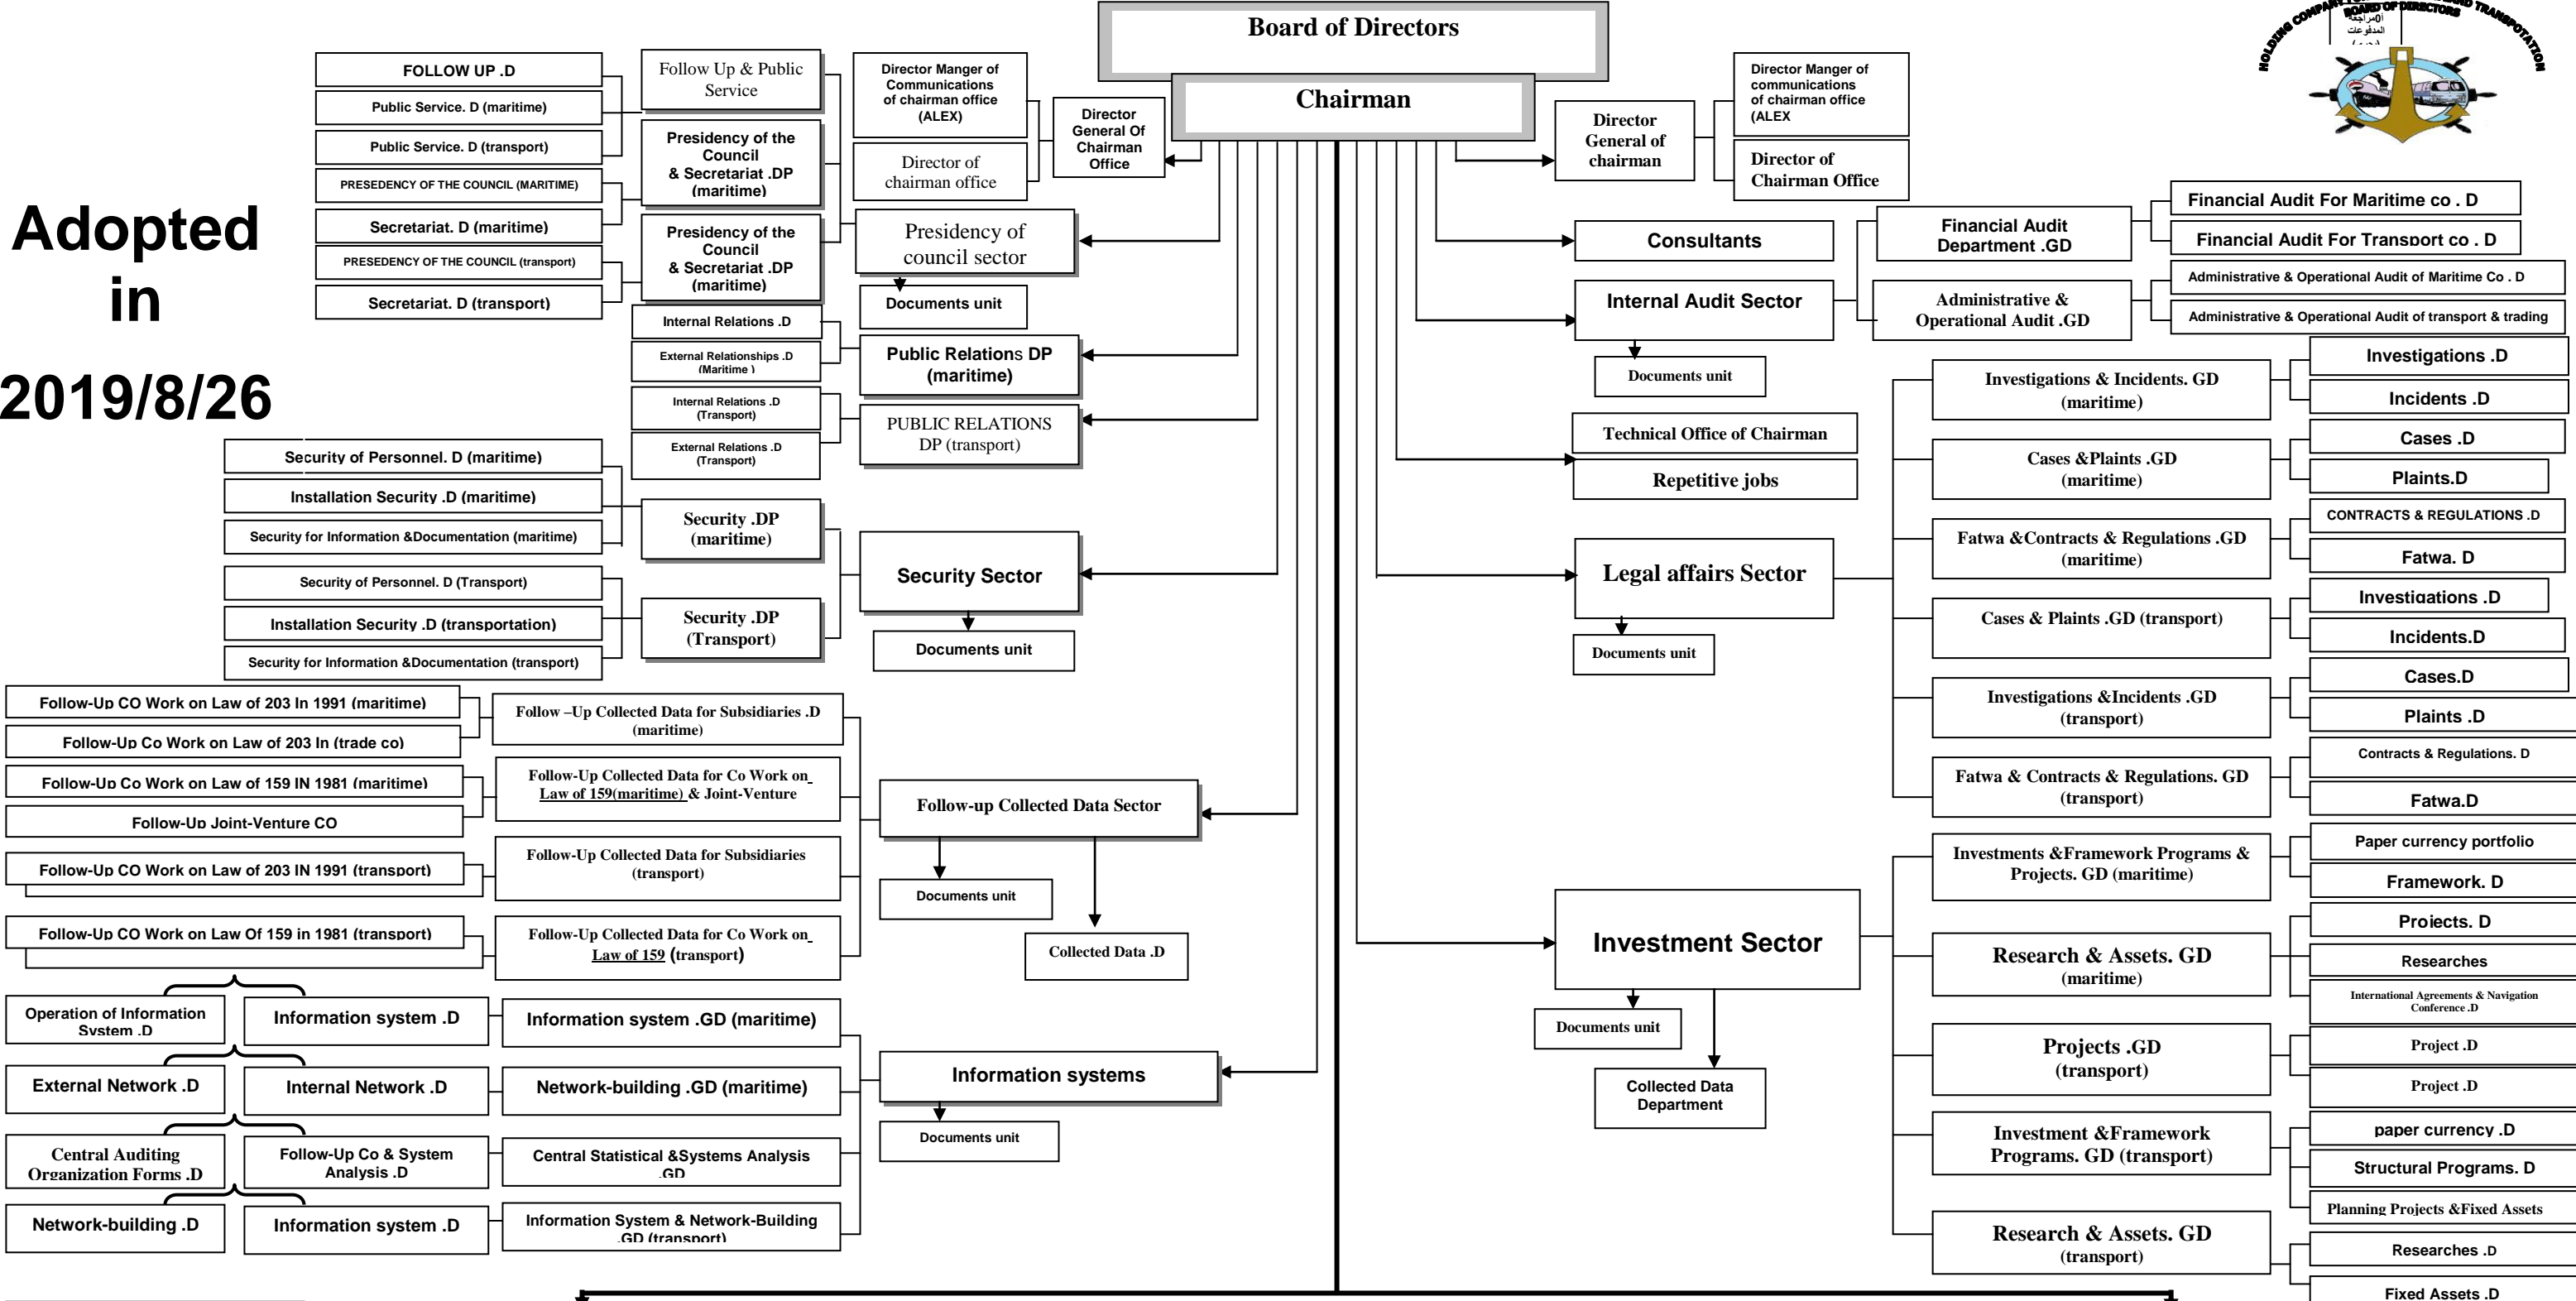 Board of Directors
Chairman
HOLDING COMPANY FOR
AND TRANSPOTATION
BOARD OF DIRECTORS
المدفوعات
Adopted
in
2019/8/26
FOLLOW UP .D
Public Service. D (maritime)
Public Service. D (transport)
PRESEDENCY OF THE COUNCIL (MARITIME)
Secretariat. D (maritime)
PRESEDENCY OF THE COUNCIL (transport)
Secretariat. D (transport)
Follow Up & Public
Service
Presidency of the
Council
& Secretariat .DP
(maritime)
Presidency of the
Council
& Secretariat .DP
(maritime)
Director Manger of
Communications
of chairman office
(ALEX)
Director of
chairman office
Director
General Of
Chairman
Office
Presidency of
council sector
Documents unit
Internal Relations .D
External Relationships .D
(Maritime )
Internal Relations .D
(Transport)
External Relations .D
(Transport)
Public Relations DP
(maritime)
PUBLIC RELATIONS
DP (transport)
Security of Personnel. D (maritime)
Installation Security .D (maritime)
Security for Information &Documentation (maritime)
Security of Personnel. D (Transport)
Installation Security .D (transportation)
Security for Information &Documentation (transport)
Security .DP
(maritime)
Security .DP
(Transport)
Security Sector
Documents unit
Follow-Up CO Work on Law of 203 In 1991 (maritime)
Follow-Up Co Work on Law of 203 In (trade co)
Follow-Up Co Work on Law of 159 IN 1981 (maritime)
Follow-Up Joint-Venture CO
Follow-Up CO Work on Law of 203 IN 1991 (transport)
Follow-Up CO Work on Law Of 159 in 1981 (transport)
Follow –Up Collected Data for Subsidiaries .D
(maritime)
Follow-Up Collected Data for Co Work on
Law of 159(maritime) & Joint-Venture
Follow-Up Collected Data for Subsidiaries
(transport)
Follow-Up Collected Data for Co Work on
Law of 159 (transport)
Follow-up Collected Data Sector
Documents unit
Collected Data .D
Operation of Information
System .D
Information system .D
Information system .GD (maritime)
External Network .D
Internal Network .D
Network-building .GD (maritime)
Central Auditing
Organization Forms .D
Follow-Up Co & System
Analysis .D
Central Statistical &Systems Analysis
.GD
Network-building .D
Information system .D
Information System & Network-Building
.GD (transport)
Information systems
Documents unit
Director
General of
chairman
Director Manger of
communications
of chairman office
(ALEX
Director of
Chairman Office
Consultants
Internal Audit Sector
Documents unit
Financial Audit
Department .GD
Administrative &
Operational Audit .GD
Financial Audit For Maritime co . D
Financial Audit For Transport co . D
Administrative & Operational Audit of Maritime Co . D
Administrative & Operational Audit of transport & trading
Technical Office of Chairman
Repetitive jobs
Legal affairs Sector
Documents unit
Investigations & Incidents. GD
(maritime)
Cases &Plaints .GD
(maritime)
Fatwa &Contracts & Regulations .GD
(maritime)
Cases & Plaints .GD (transport)
Investigations &Incidents .GD
(transport)
Fatwa & Contracts & Regulations. GD
(transport)
Investigations .D
Incidents .D
Cases .D
Plaints.D
CONTRACTS & REGULATIONS .D
Fatwa. D
Investigations .D
Incidents.D
Cases.D
Plaints .D
Contracts & Regulations. D
Fatwa.D
Investment Sector
Documents unit
Collected Data
Department
Investments &Framework Programs &
Projects. GD (maritime)
Research & Assets. GD
(maritime)
Projects .GD
(transport)
Investment &Framework
Programs. GD (transport)
Research & Assets. GD
(transport)
Paper currency portfolio
Framework. D
Projects. D
Researches
International Agreements & Navigation
Conference .D
Project .D
Project .D
paper currency .D
Structural Programs. D
Planning Projects &Fixed Assets
Researches .D
Fixed Assets .D